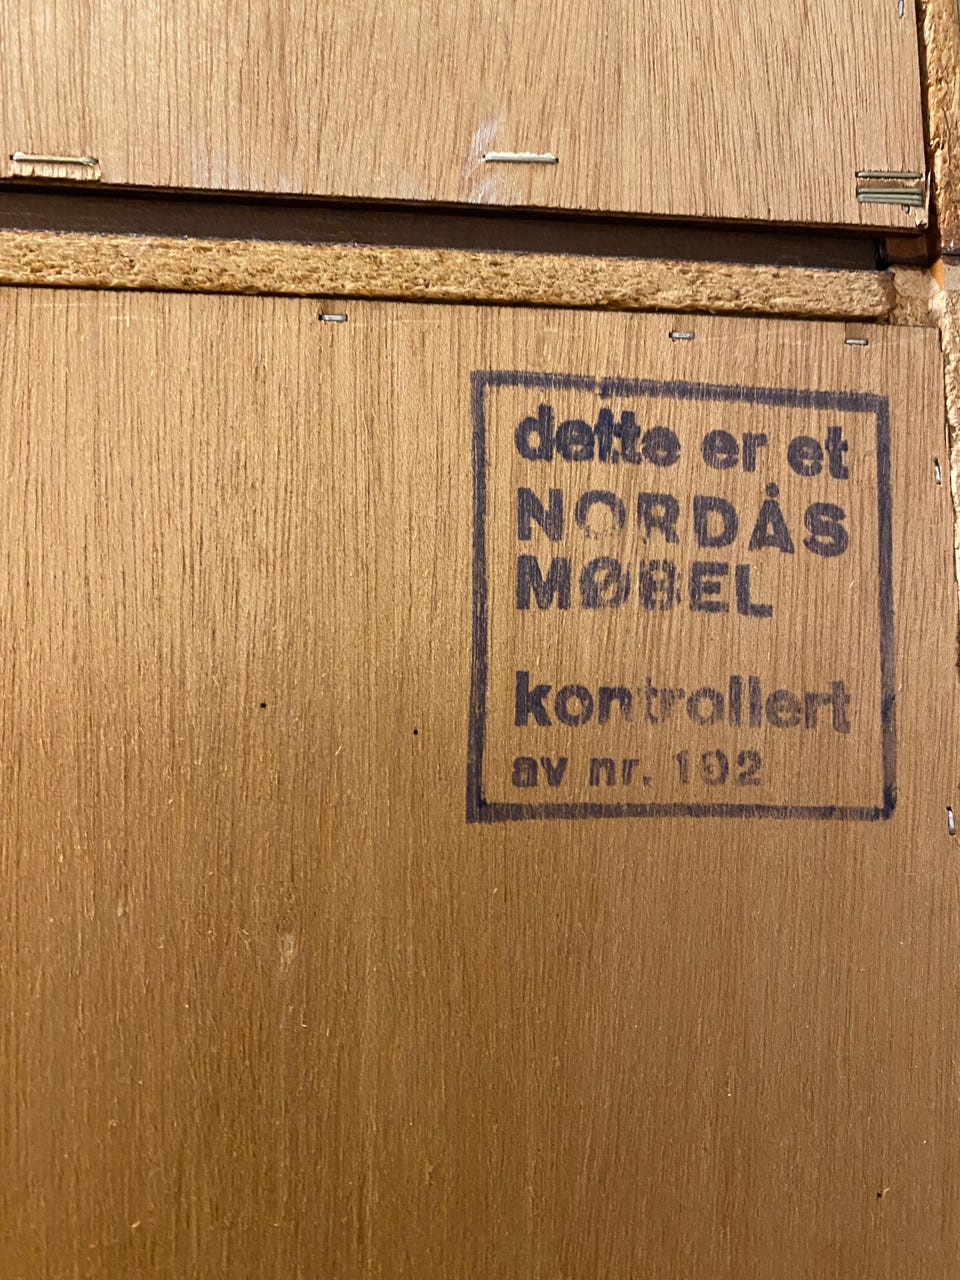 dette er et
NORDÅS
MØBEL
kontrollert
av nr. 192